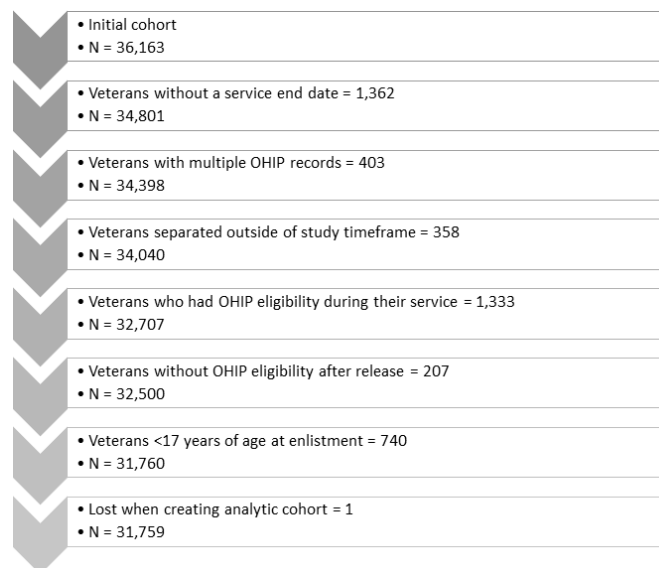 • Initial cohort
• N = 36,163
• Veterans without a service end date = 1,362
• N = 34,801
• Veterans with multiple OHIP records = 403
• N = 34,398
• Veterans separated outside of study timeframe = 358
• N = 34,040
• Veterans who had OHIP eligibility during their service = 1,333
• N = 32,707
• Veterans without OHIP eligibility after release = 207
• N = 32,500
• Veterans <17 years of age at enlistment = 740
• N = 31,760
• Lost when creating analytic cohort = 1
• N = 31,759